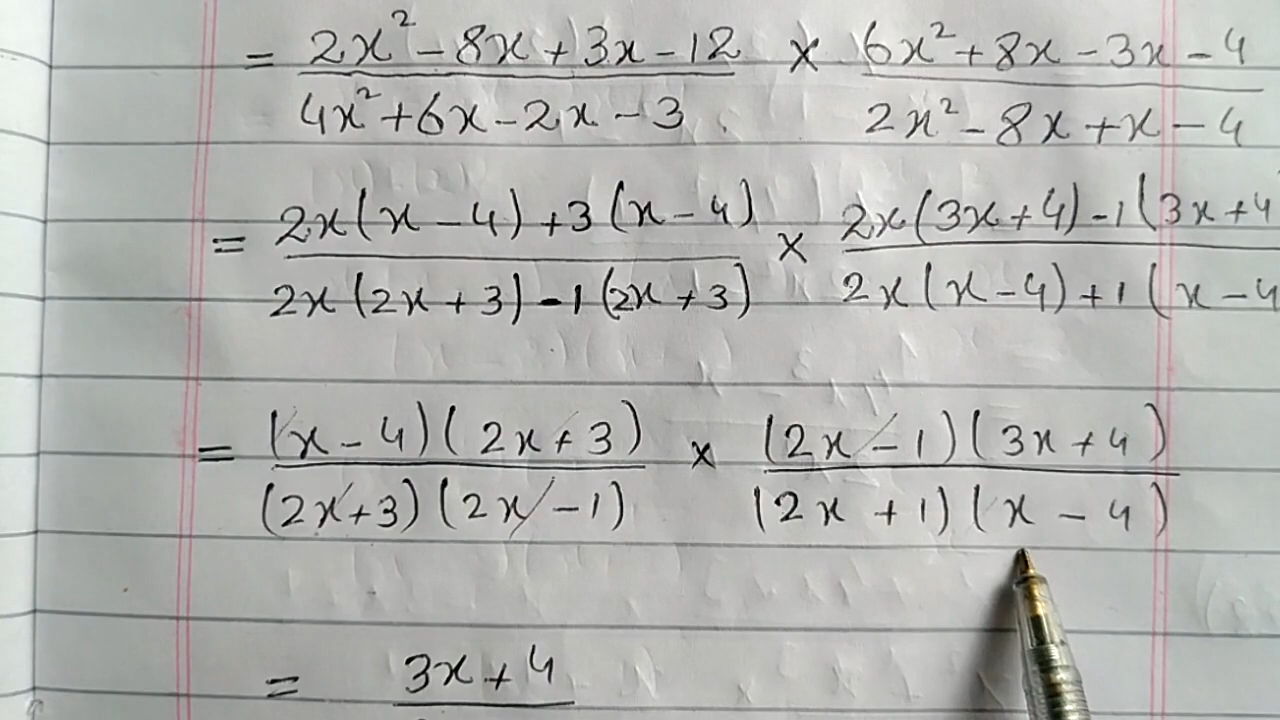 = 2x² - 8x + 3x - 12 × 6x² + 8x - 3x - 4
4x² + 6x - 2x - 3 2x² - 8x + x - 4
= 2x(x - 4) + 3(x - 4) × 2x(3x + 4) - 1(3x + 4
2x(2x + 3) - 1(2x + 3) 2x(x - 4) + 1(x - 4
= (x - 4)(2x + 3) × (2x - 1)(3x + 4)
(2x + 3)(2x - 1) (2x + 1)(x - 4)
= 3x + 4